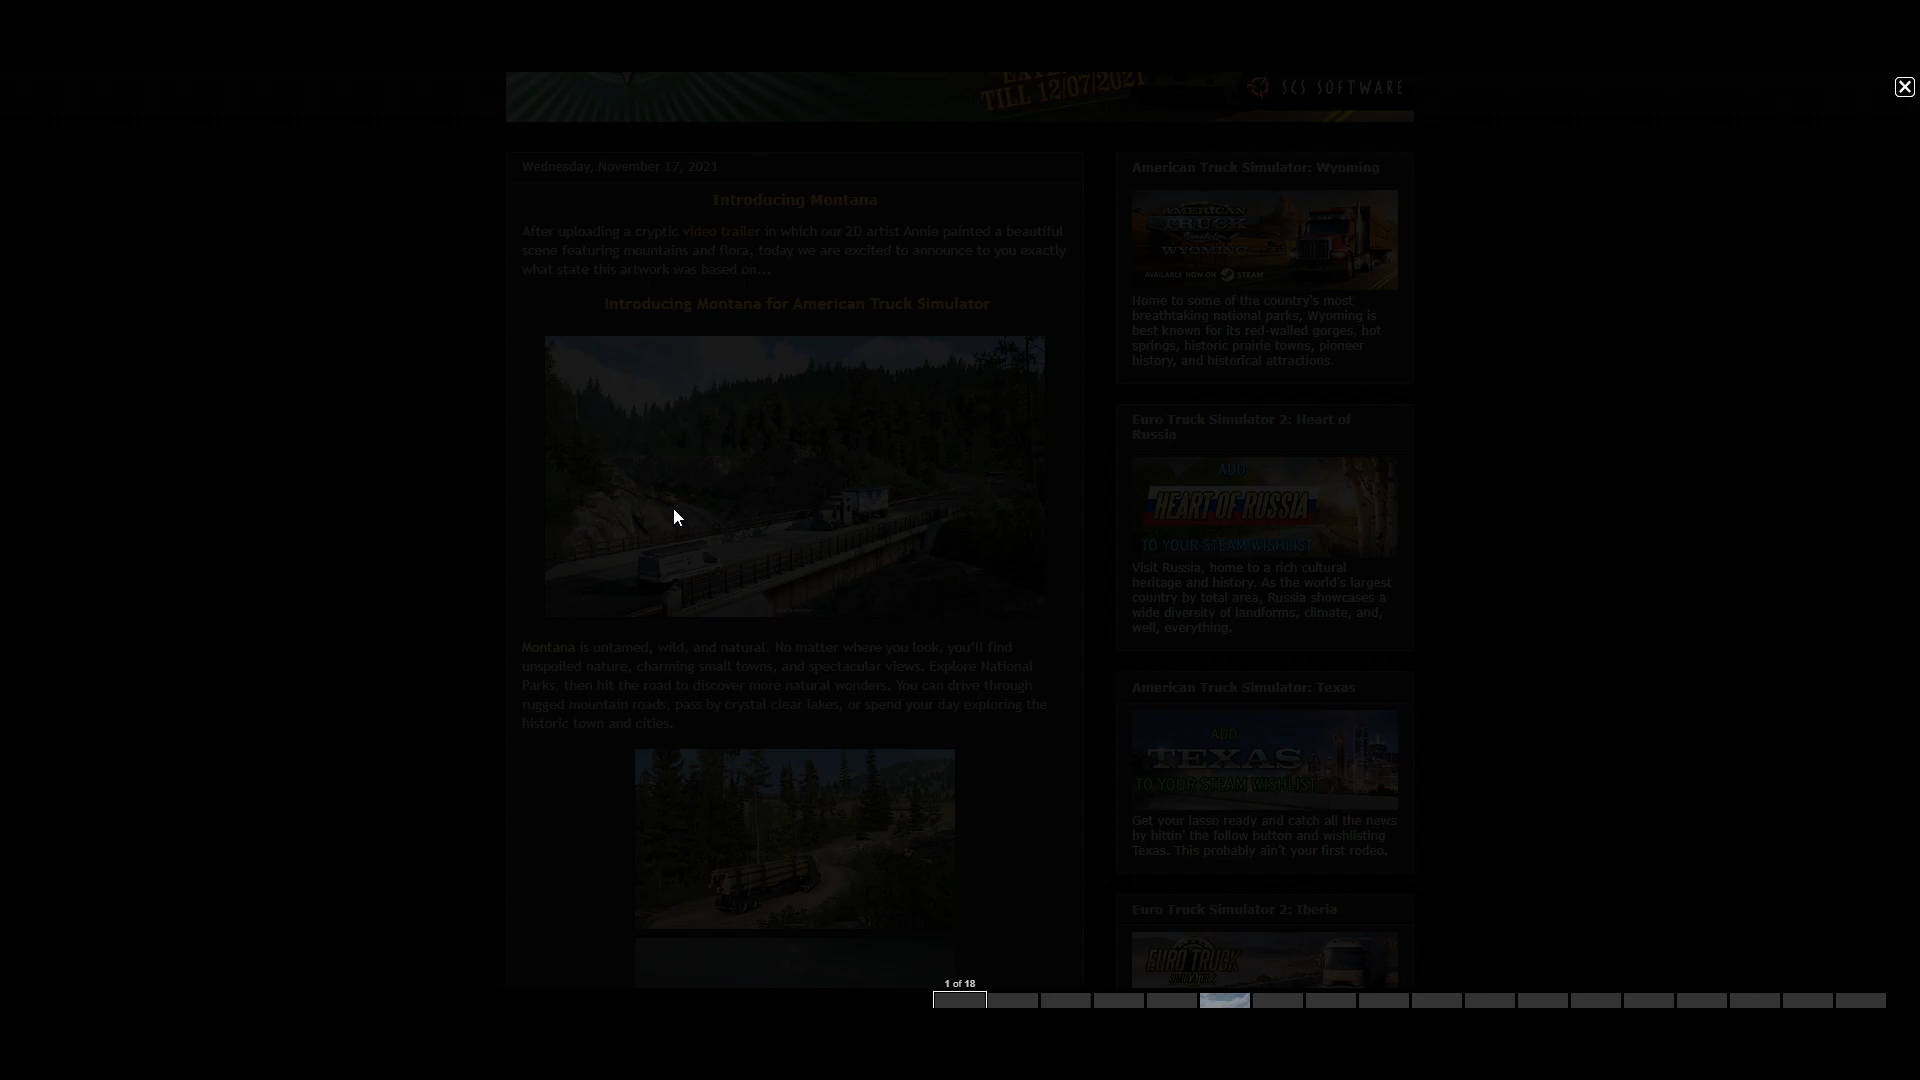 TILL 12/07/2021
SCS SOFTWARE
Wednesday, November 17, 2021
Introducing Montana
After uploading a cryptic video trailer in which our 2D artist Annie painted a beautiful
scene featuring mountains and flora, today we are excited to announce to you exactly
what state this artwork was based on...
Introducing Montana for American Truck Simulator
Montana is untamed, wild, and natural. No matter where you look, you'll find
unspoiled nature, charming small towns, and spectacular views. Explore National
Parks, then hit the road to discover more natural wonders. You can drive through
rugged mountain roads, pass by crystal clear lakes, or spend your day exploring the
historic town and cities.
American Truck Simulator: Wyoming
AMERICAN
TRUCK
Simulator
WYOMING
AVAILABLE NOW ON STEAM
Home to some of the country's most
breathtaking national parks, Wyoming is
best known for its red-walled gorges, hot
springs, historic prairie towns, pioneer
history, and historical attractions.
Euro Truck Simulator 2: Heart of
Russia
ADD
HEART OF RUSSIA
TO YOUR STEAM WISHLIST
Visit Russia, home to a rich cultural
heritage and history. As the world's largest
country by total area, Russia showcases a
wide diversity of landforms, climate, and,
well, everything.
American Truck Simulator: Texas
ADD
TEXAS
TO YOUR STEAM WISHLIST
Get your lasso ready and catch all the news
by hittin' the follow button and wishlisting
Texas. This probably ain't your first rodeo.
Euro Truck Simulator 2: Iberia
EURO TRUCK
SIMULATOR 2
1 of 18